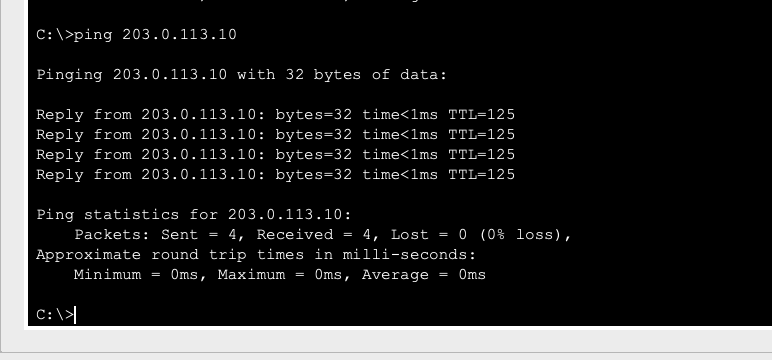 C:\>ping 203.0.113.10
Pinging 203.0.113.10 with 32 bytes of data:
Reply from 203.0.113.10: bytes=32 time<1ms TTL=125
Reply from 203.0.113.10: bytes=32 time<1ms TTL=125
Reply from 203.0.113.10: bytes=32 time<1ms TTL=125
Reply from 203.0.113.10: bytes=32 time<1ms TTL=125
Ping statistics for 203.0.113.10:
    Packets: Sent = 4, Received = 4, Lost = 0 (0% loss),
Approximate round trip times in milli-seconds:
    Minimum = 0ms, Maximum = 0ms, Average = 0ms
C:\>